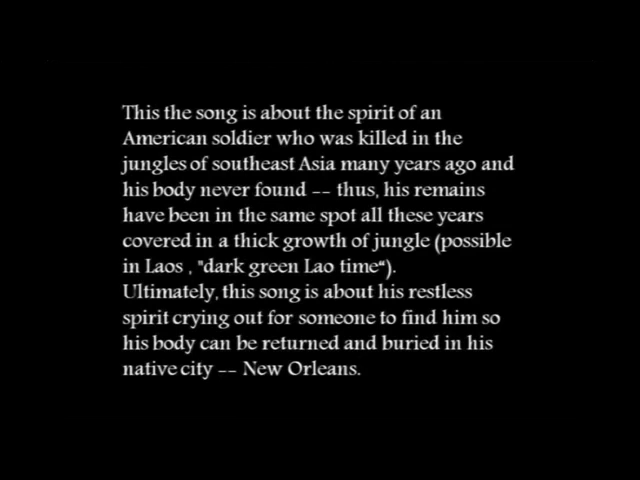 This the song is about the spirit of an
American soldier who was killed in the
jungles of southeast Asia many years ago and
his body never found -- thus, his remains
have been in the same spot all these years
covered in a thick growth of jungle (possible
in Laos , "dark green Lao time“).
Ultimately, this song is about his restless
spirit crying out for someone to find him so
his body can be returned and buried in his
native city -- New Orleans.